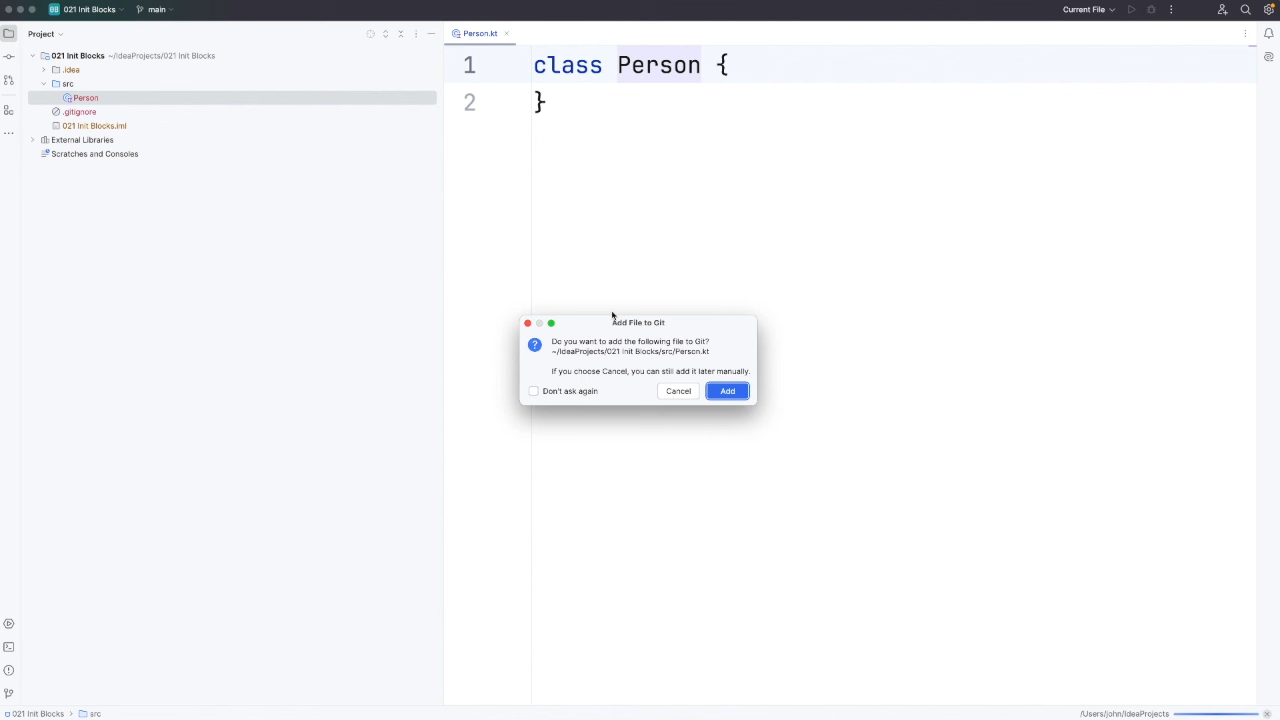 021 Init Blocks
main
Current File
Project
Person.kt
021 Init Blocks ~/IdeaProjects/021 Init Blocks
.idea
src
Person
.gitignore
021 Init Blocks.iml
External Libraries
Scratches and Consoles
1 class Person {
2 }
Add File to Git
Do you want to add the following file to Git?
~/IdeaProjects/021 Init Blocks/src/Person.kt
If you choose Cancel, you can still add it later manually.
Don't ask again
Cancel
Add
021 Init Blocks > src
/Users/john/IdeaProjects